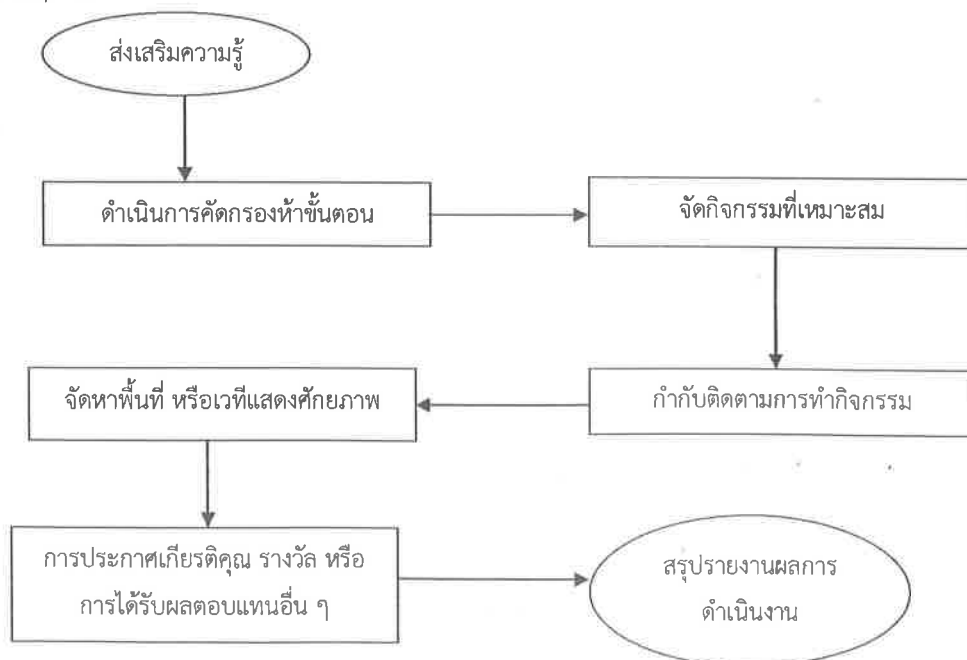 ส่งเสริมความรู้
ดำเนินการคัดกรองห้าขั้นตอน
จัดกิจกรรมที่เหมาะสม
กำกับติดตามการทำกิจกรรม
จัดหาพื้นที่ หรือเวทีแสดงศักยภาพ
การประกาศเกียรติคุณ รางวัล หรือ
การได้รับผลตอบแทนอื่น ๆ
สรุปรายงานผลการ
ดำเนินงาน